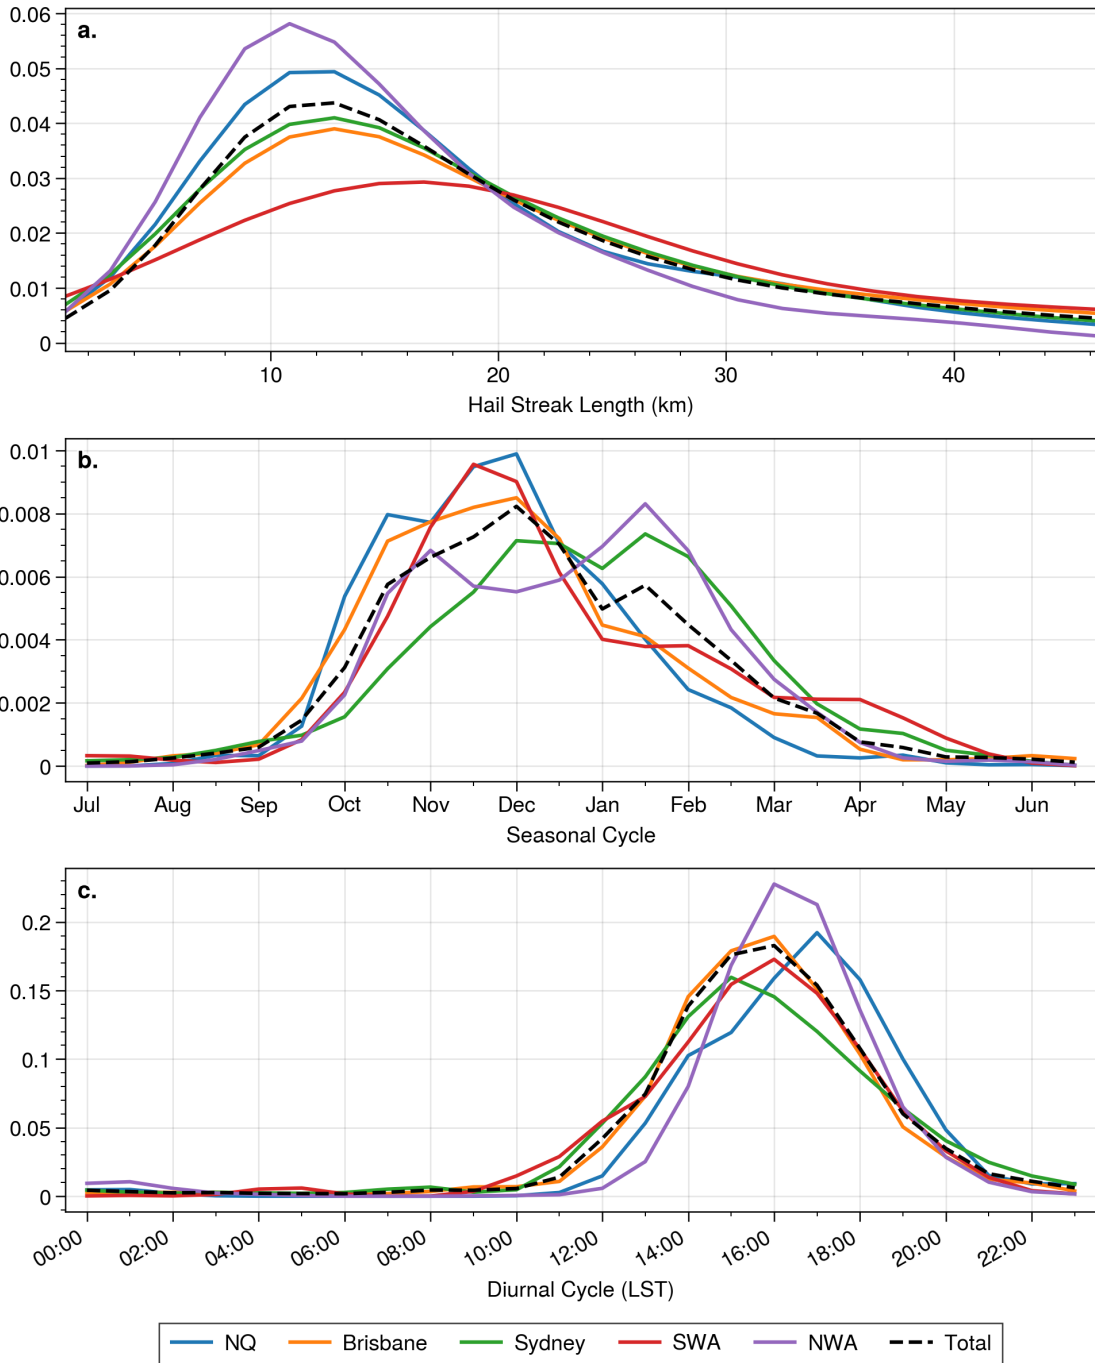 a.
0.06
0.05
0.04
0.03
0.02
0.01
0
10 20 30 40
Hail Streak Length (km)
b.
0.01
0.008
0.006
0.004
0.002
0
Jul Aug Sep Oct Nov Dec Jan Feb Mar Apr May Jun
Seasonal Cycle
c.
0.2
0.15
0.1
0.05
0
00:00 02:00 04:00 06:00 08:00 10:00 12:00 14:00 16:00 18:00 20:00 22:00
Diurnal Cycle (LST)
NQ Brisbane Sydney SWA NWA Total